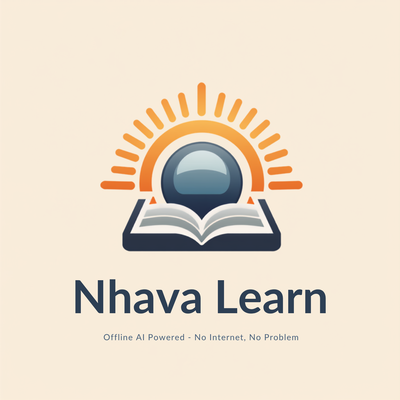 Nhava Learn
Offline AI Powered - No Internet, No Problem